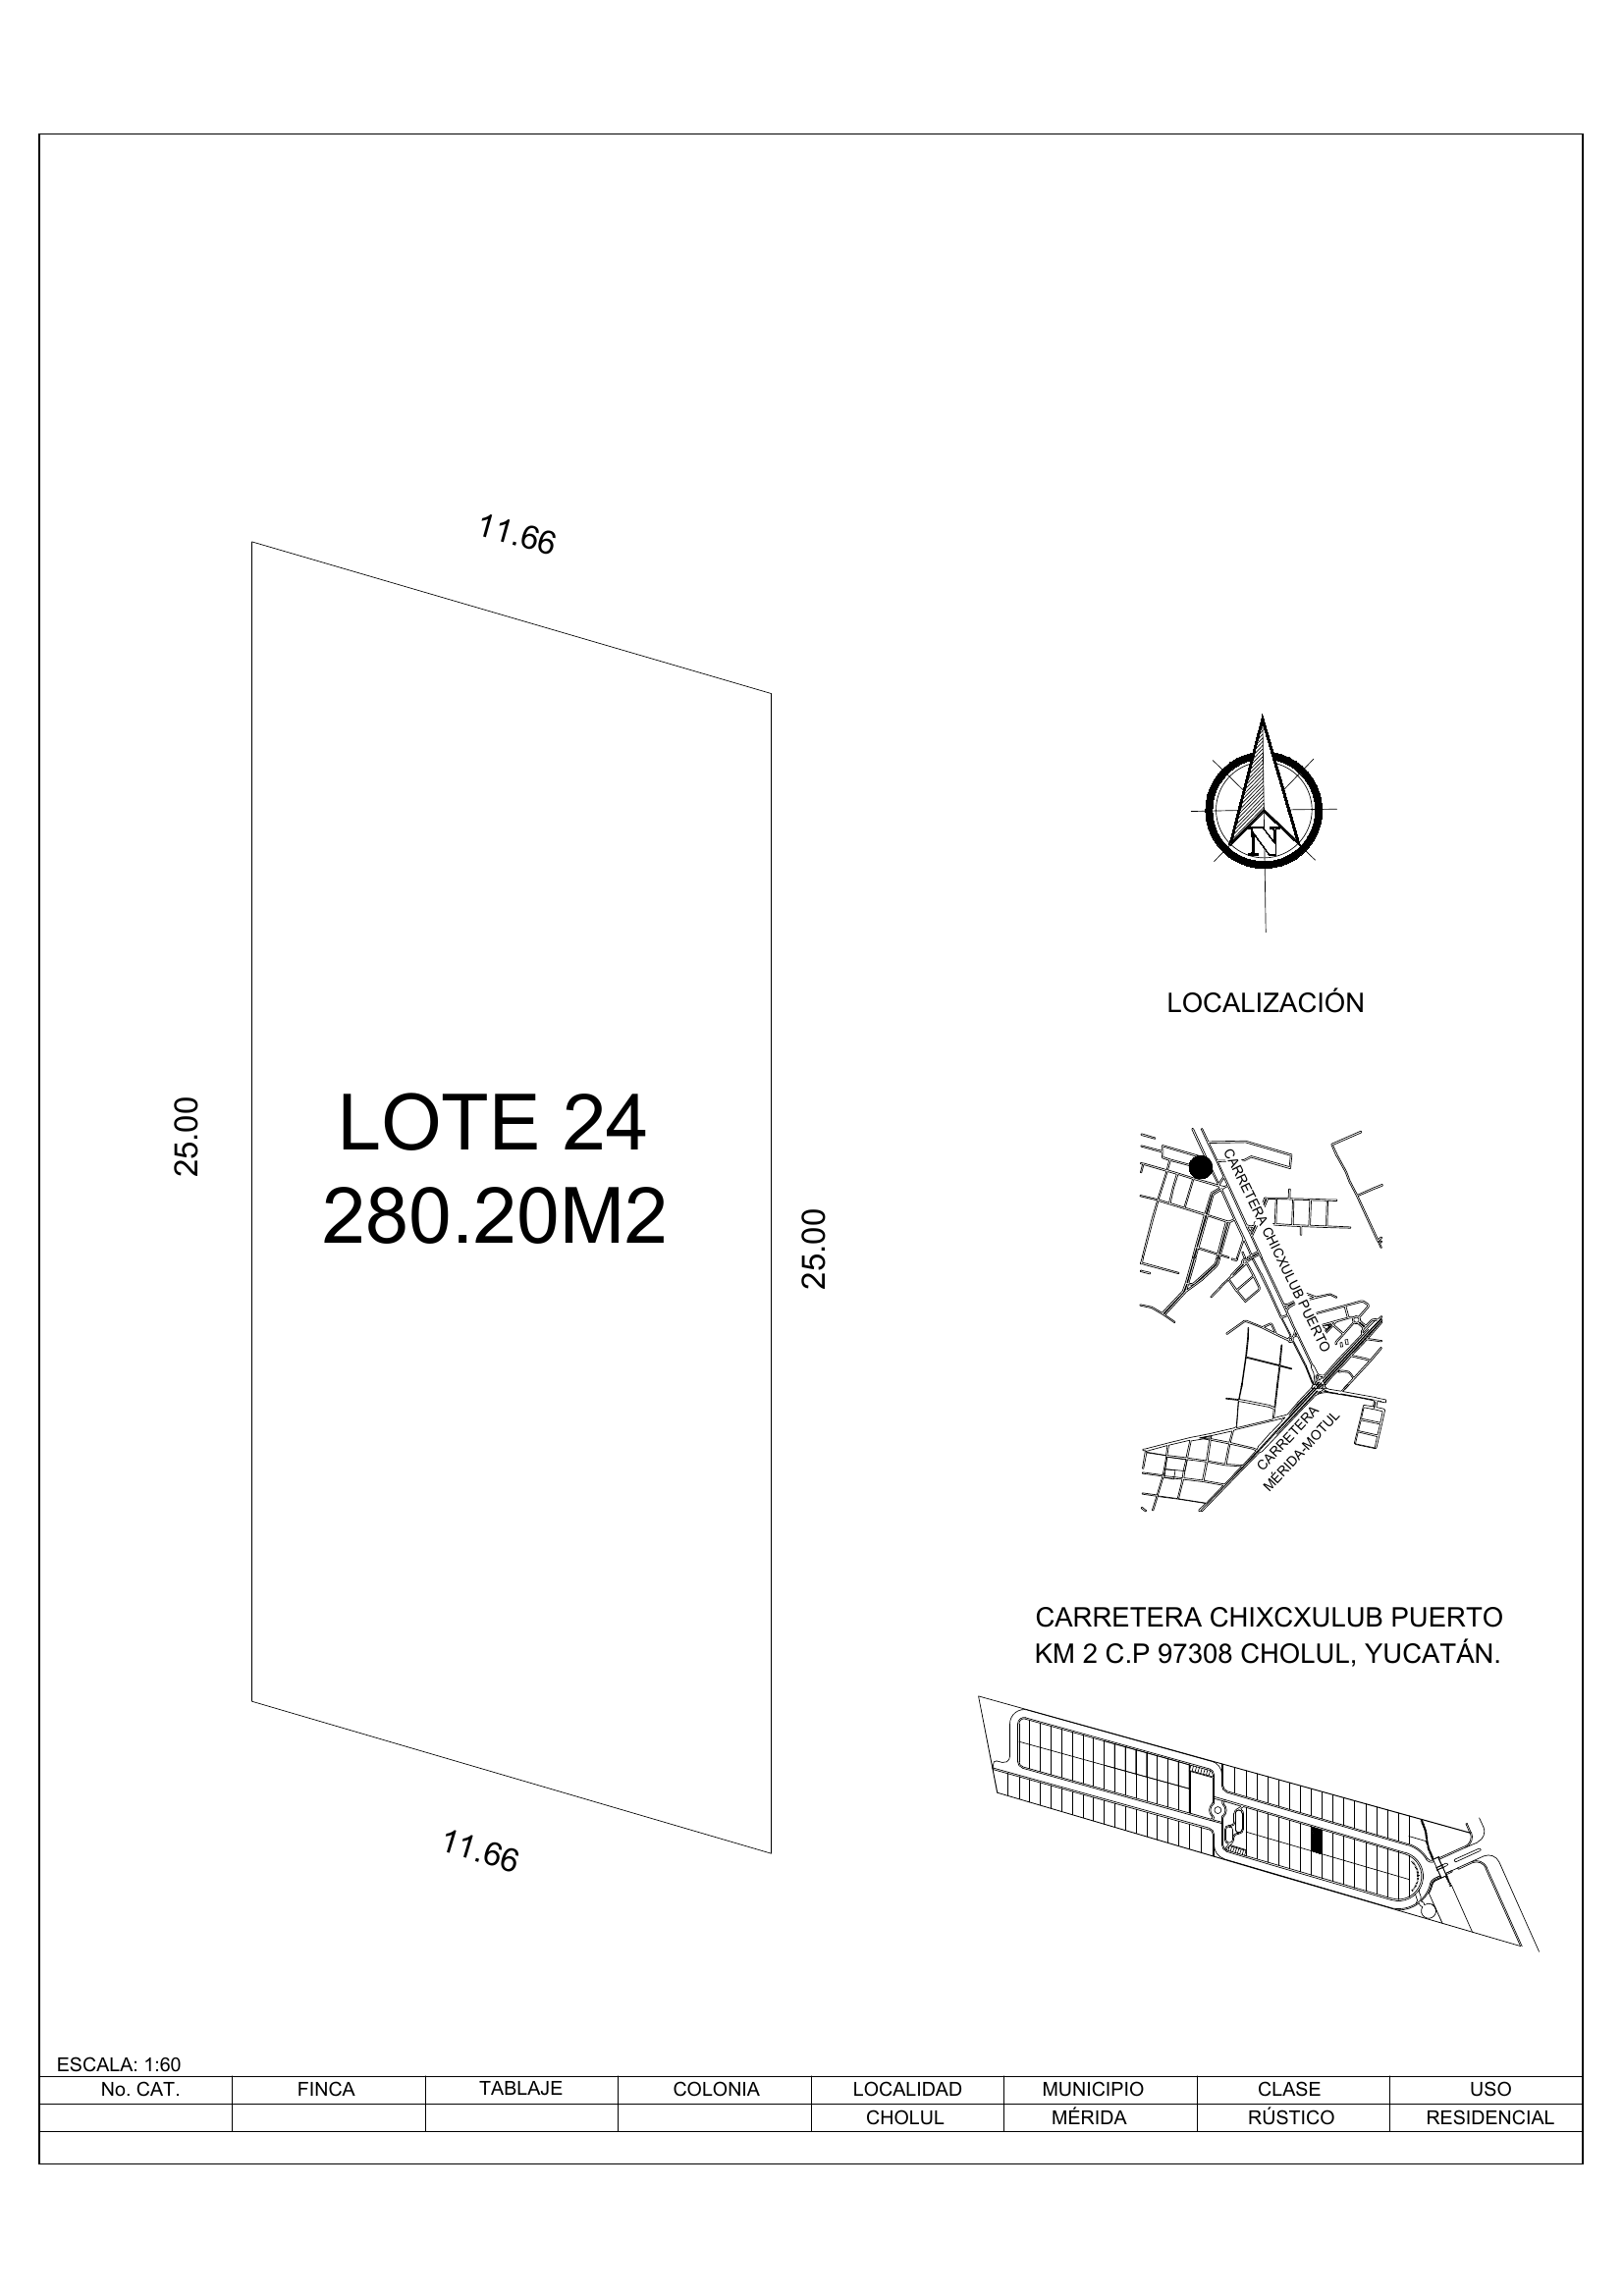 11.66
25.00
LOTE 24
280.20M2
25.00
11.66
N
LOCALIZACIÓN
CARRETERA CHICXULUB PUERTO
CARRETERA
MÉRIDA-MOTUL
CARRETERA CHIXCXULUB PUERTO
KM 2 C.P 97308 CHOLUL, YUCATÁN.
ESCALA: 1:60
No. CAT. FINCA TABLAJE COLONIA LOCALIDAD MUNICIPIO CLASE USO
CHOLUL MÉRIDA RÚSTICO RESIDENCIAL